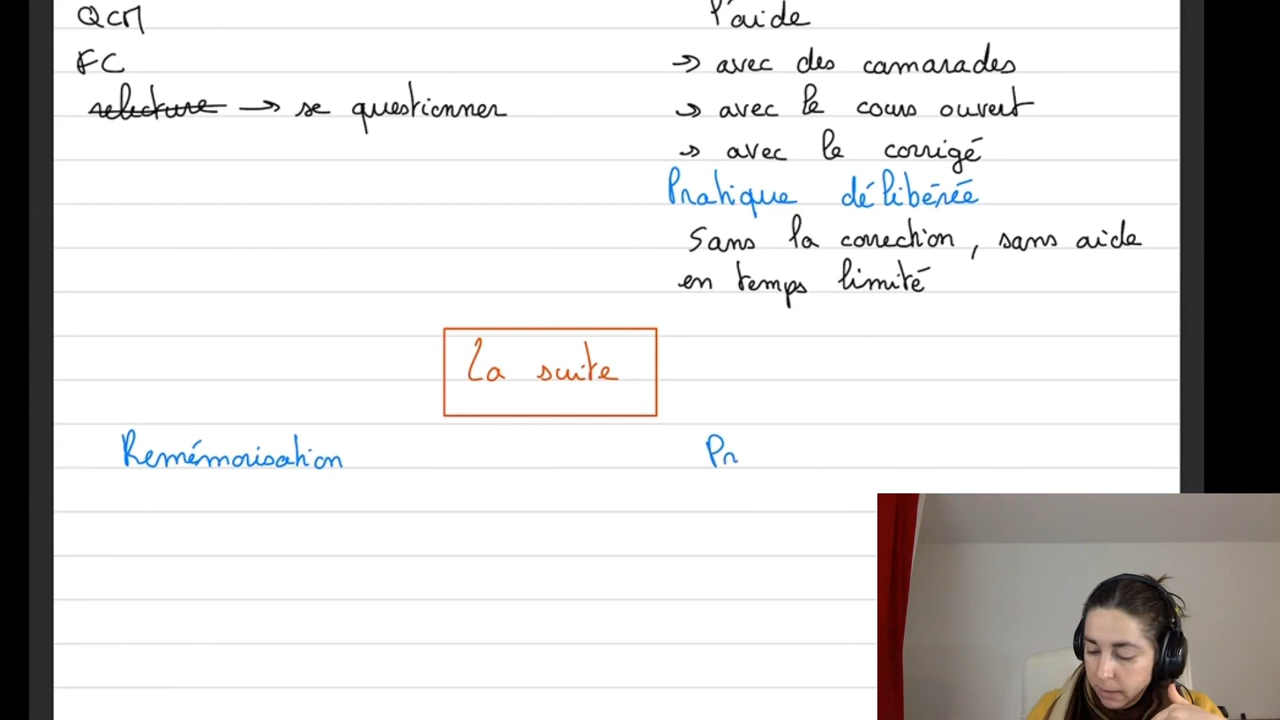 QCM
FC
relecture → se questionner
l'aide
→ avec des camarades
→ avec le cours ouvert
→ avec le corrigé
Pratique délibérée
Sans la correction, sans aide
en temps limité
La suite
Remémorisation
Pr